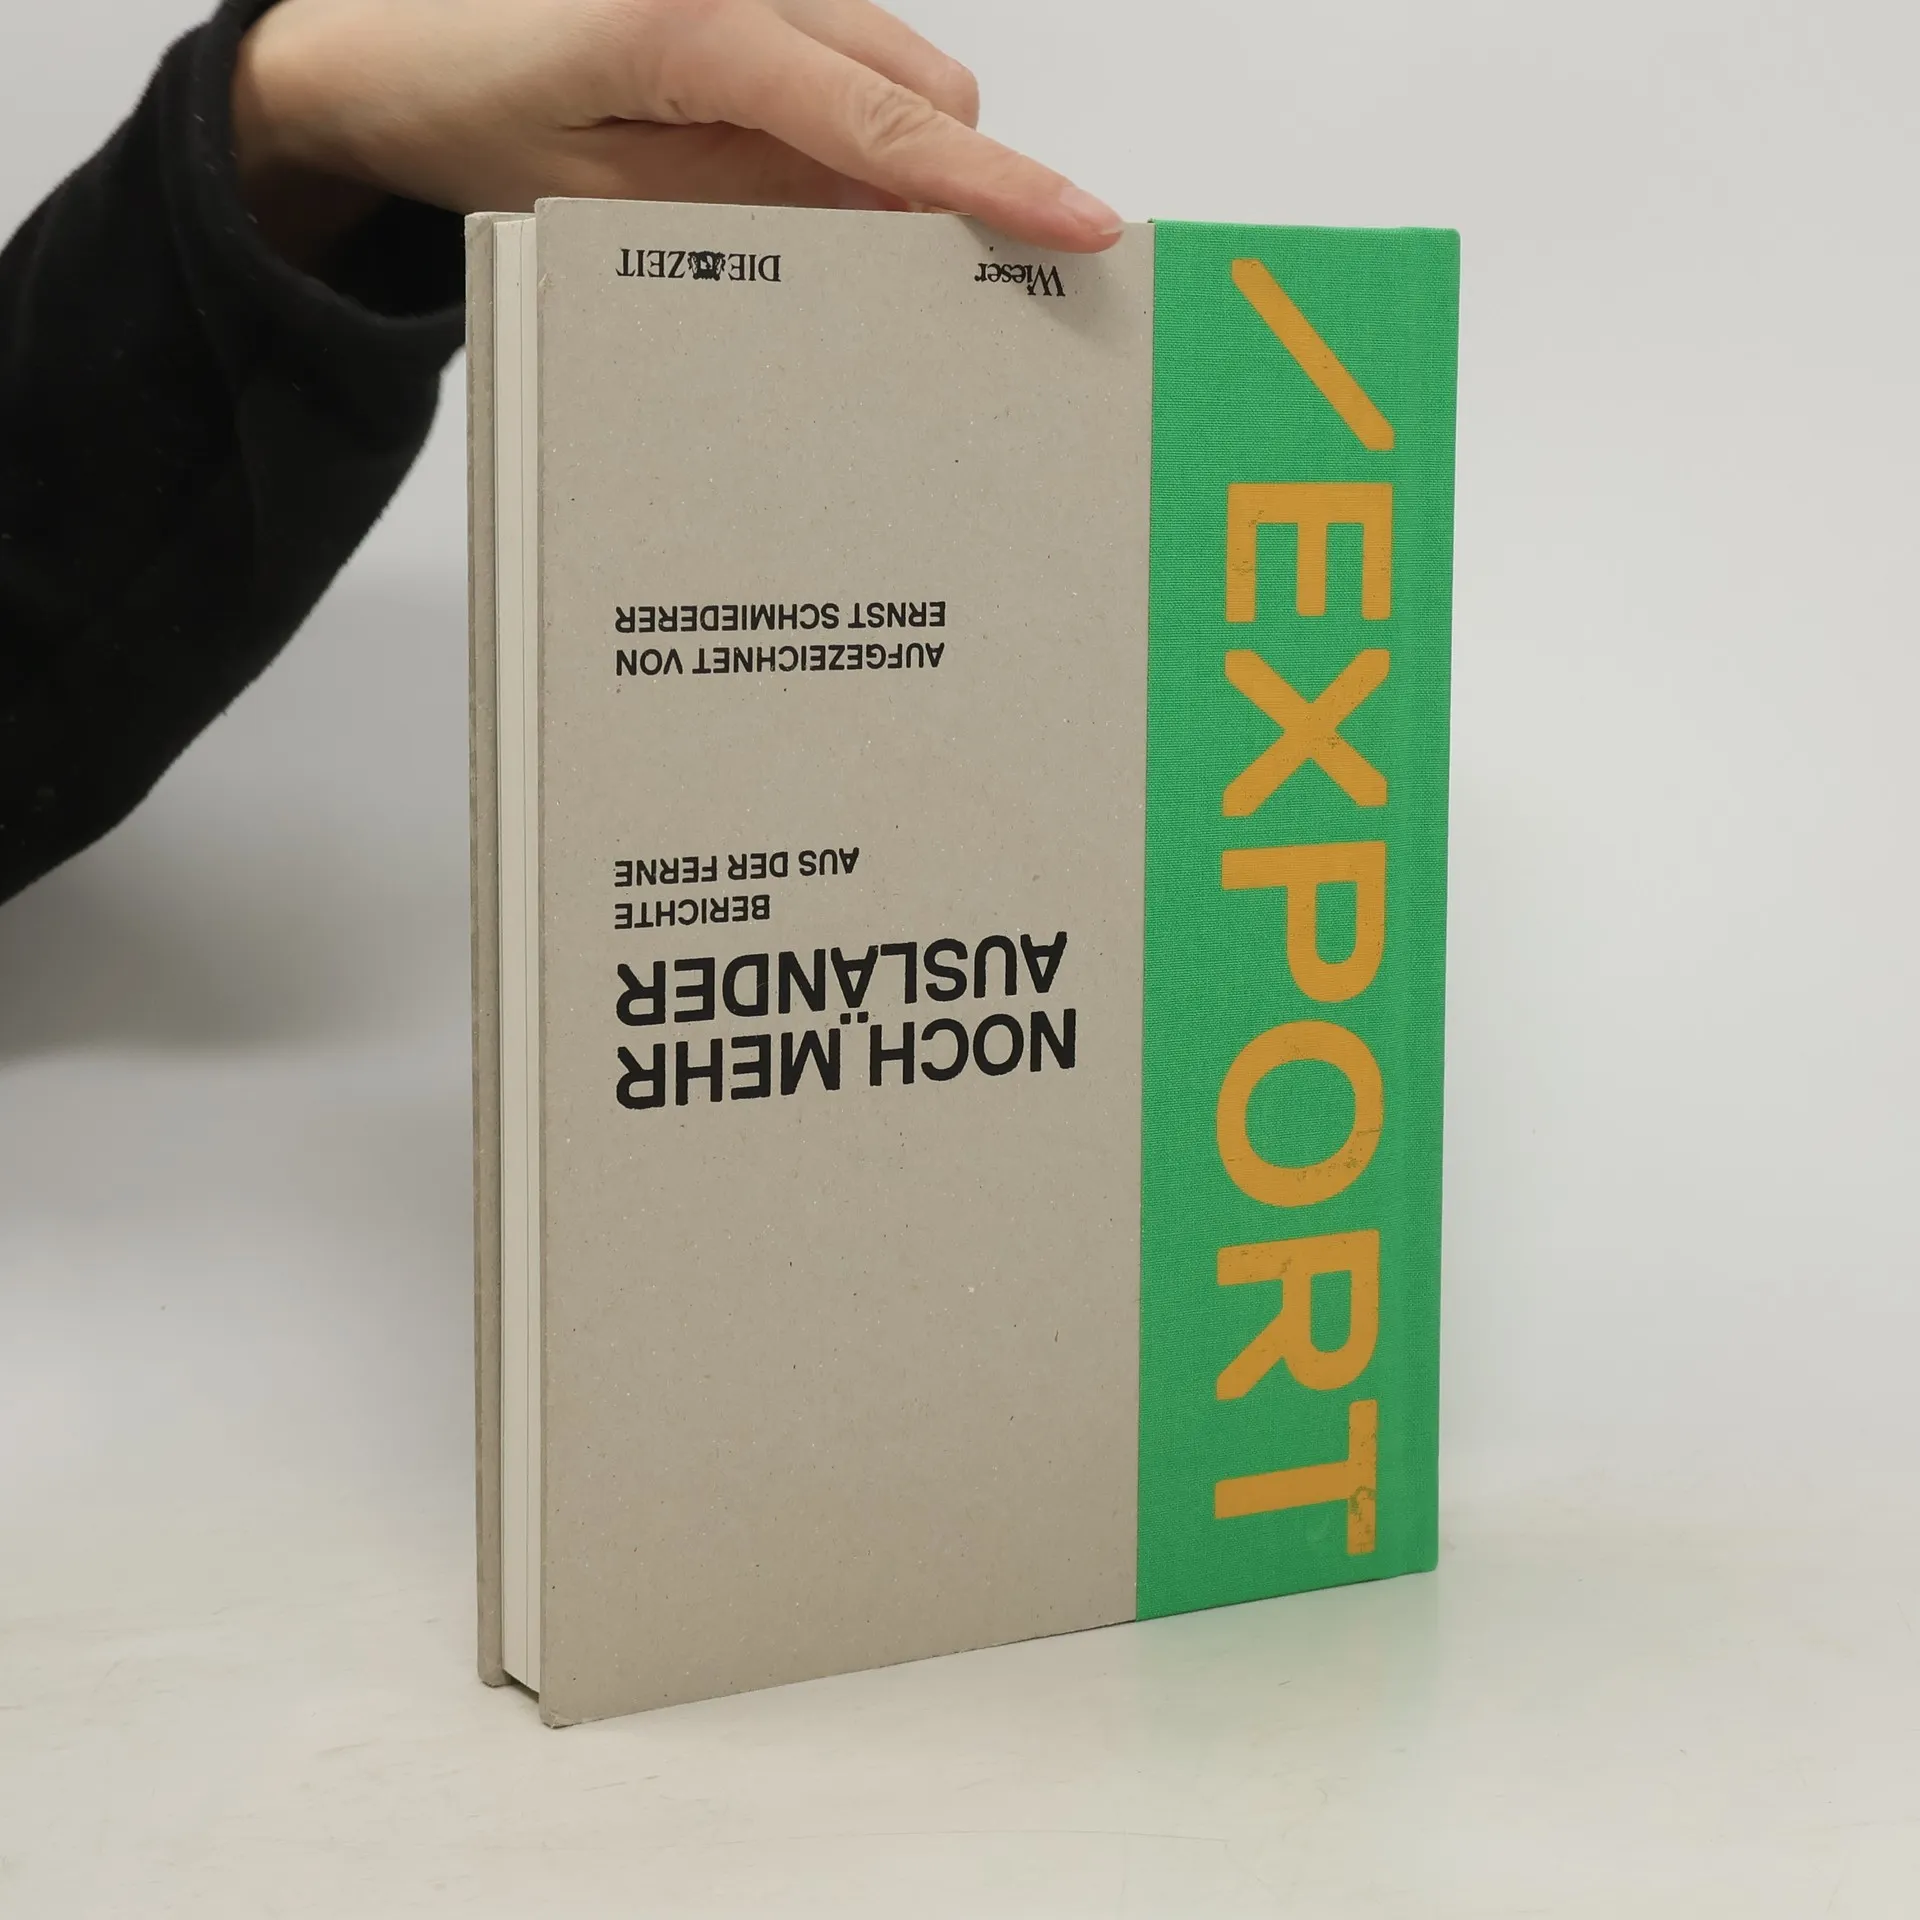 /EXPORT
NOCH MEHR
AUSLÄNDER
BERICHTE
AUS DER FERNE
AUFGEZEICHNET VON
ERNST SCHMIEDERER
Wieser
DIE ZEIT